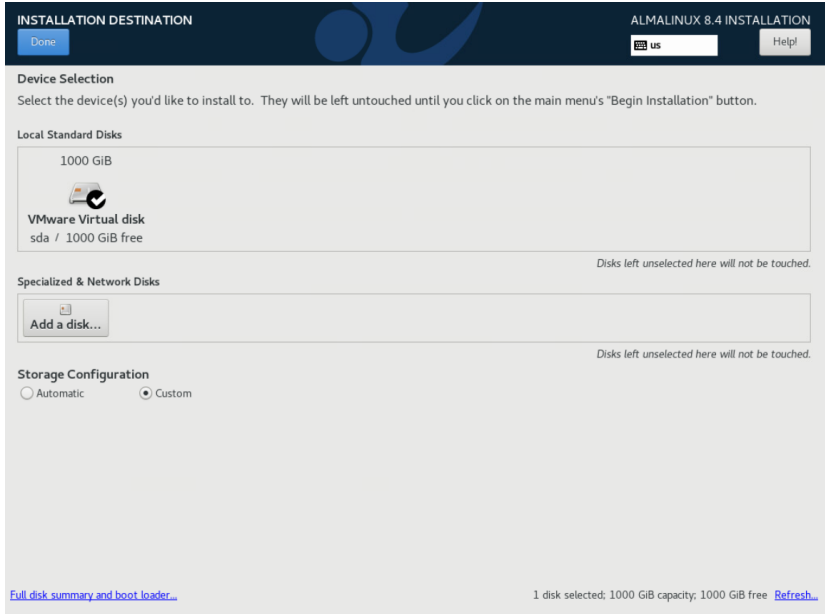 INSTALLATION DESTINATION
ALMALINUX 8.4 INSTALLATION
Done
us
Help!
Device Selection
Select the device(s) you'd like to install to. They will be left untouched until you click on the main menu's "Begin Installation" button.
Local Standard Disks
1000 GiB
VMware Virtual disk
sda / 1000 GiB free
Disks left unselected here will not be touched.
Specialized & Network Disks
Add a disk...
Disks left unselected here will not be touched.
Storage Configuration
Automatic Custom
Full disk summary and boot loader... 1 disk selected; 1000 GiB capacity; 1000 GiB free Refresh...